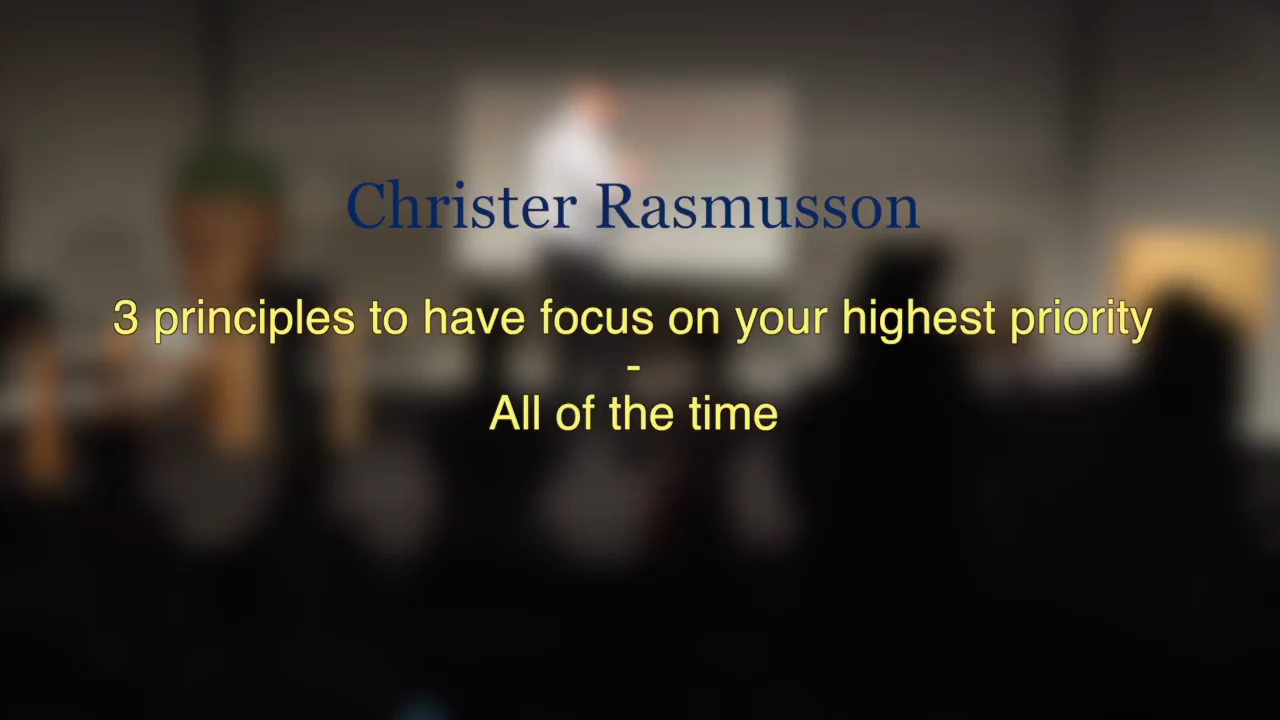 Christer Rasmusson
3 principles to have focus on your highest priority
-
All of the time